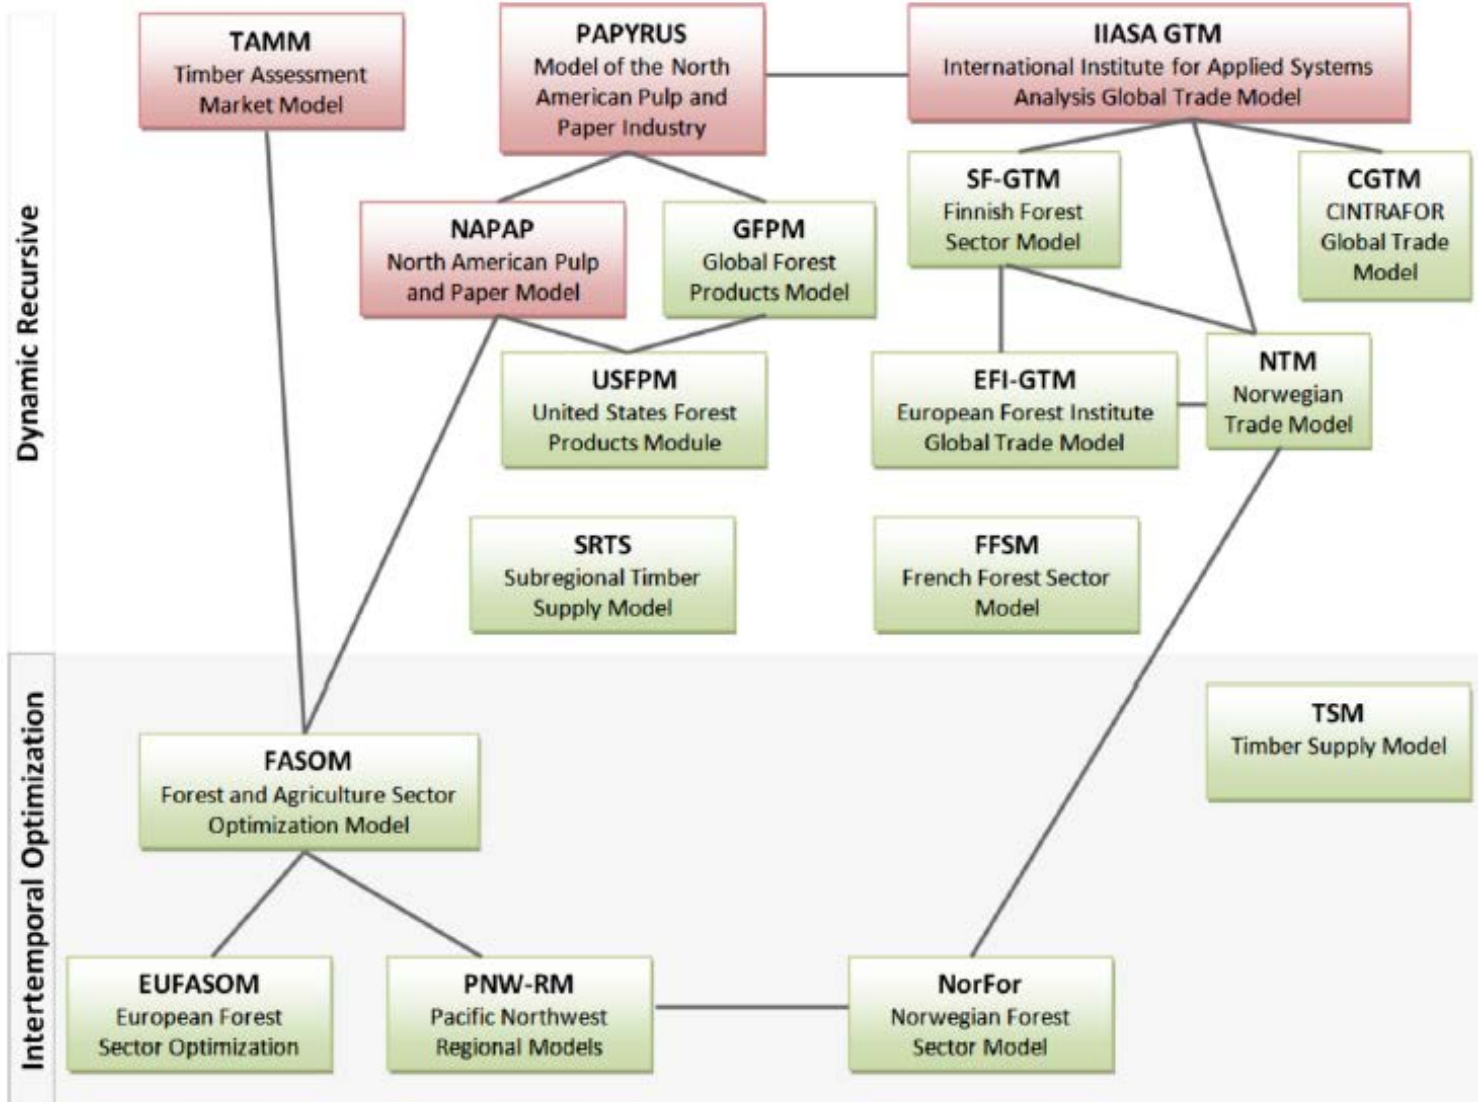 Dynamic Recursive
TAMM
Timber Assessment
Market Model
PAPYRUS
Model of the North
American Pulp and
Paper Industry
IIASA GTM
International Institute for Applied Systems
Analysis Global Trade Model
NAPAP
North American Pulp
and Paper Model
GFPM
Global Forest
Products Model
SF-GTM
Finnish Forest
Sector Model
CGTM
CINTRAFOR
Global Trade
Model
USFPM
United States Forest
Products Module
EFI-GTM
European Forest Institute
Global Trade Model
NTM
Norwegian
Trade Model
SRTS
Subregional Timber
Supply Model
FFSM
French Forest Sector
Model
Intertemporal Optimization
TSM
Timber Supply Model
FASOM
Forest and Agriculture Sector
Optimization Model
EUFASOM
European Forest
Sector Optimization
PNW-RM
Pacific Northwest
Regional Models
NorFor
Norwegian Forest
Sector Model